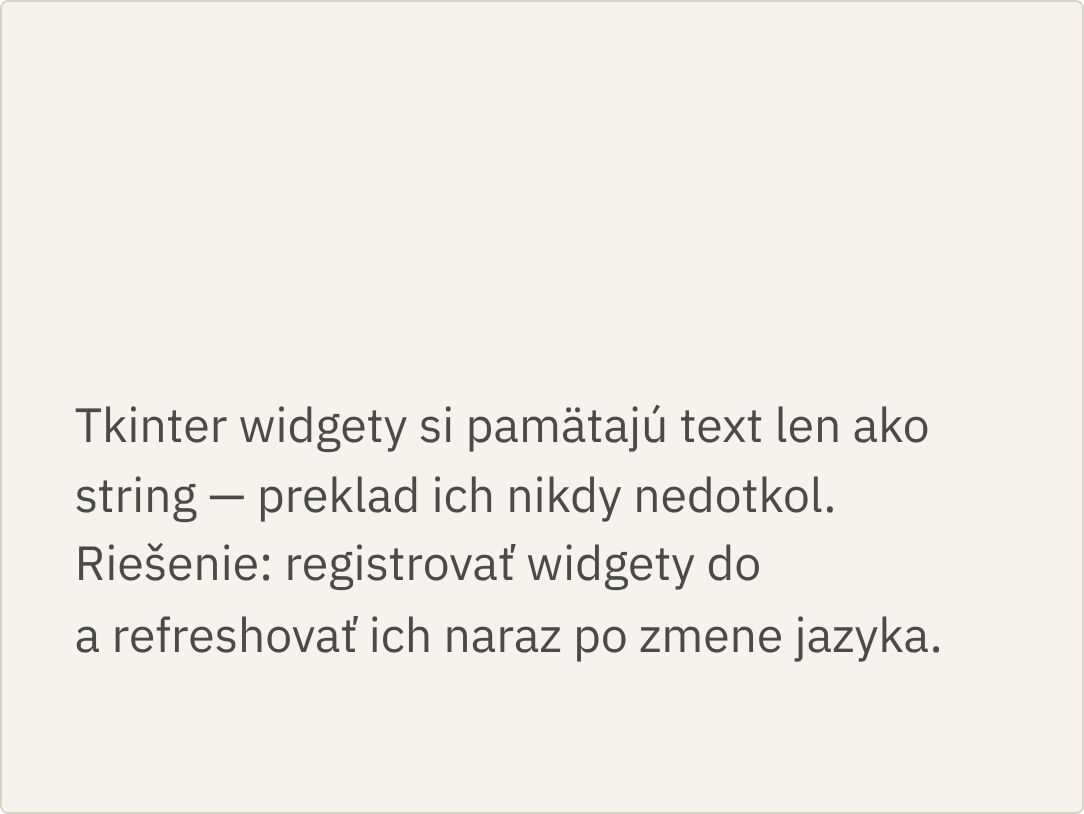 Tkinter widgety si pamätajú text len ako
string — preklad ich nikdy nedotkol.
Riešenie: registrovať widgety do
a refreshovať ich naraz po zmene jazyka.